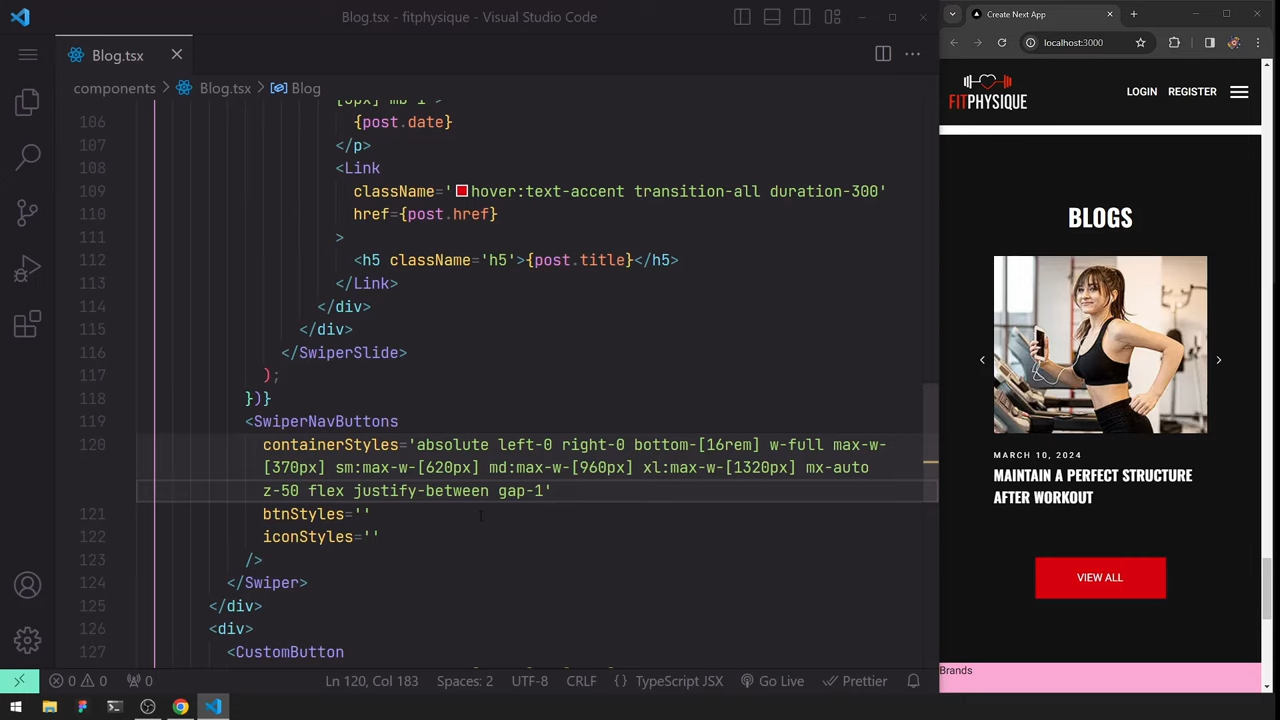 Blog.tsx - fitphysique - Visual Studio Code
Blog.tsx
components > Blog.tsx > Blog
[3px] mb-1'>
106 {post.date}
107 </p>
108 <Link
109 className='hover:text-accent transition-all duration-300'
110 href={post.href}
111 >
112 <h5 className='h5'>{post.title}</h5>
113 </Link>
114 </div>
115 </div>
116 </SwiperSlide>
117 );
118 })}
119 <SwiperNavButtons
120 containerStyles='absolute left-0 right-0 bottom-[16rem] w-full max-w-
[370px] sm:max-w-[620px] md:max-w-[960px] xl:max-w-[1320px] mx-auto
z-50 flex justify-between gap-1'
121 btnStyles=''
122 iconStyles=''
123 />
124 </Swiper>
125 </div>
126 <div>
127 <CustomButton
0 0 0 Ln 120, Col 183 Spaces: 2 UTF-8 CRLF {} TypeScript JSX Go Live Prettier
Create Next App
localhost:3000
FITPHYSIQUE LOGIN REGISTER
BLOGS
MARCH 10, 2024
MAINTAIN A PERFECT STRUCTURE
AFTER WORKOUT
VIEW ALL
Brands